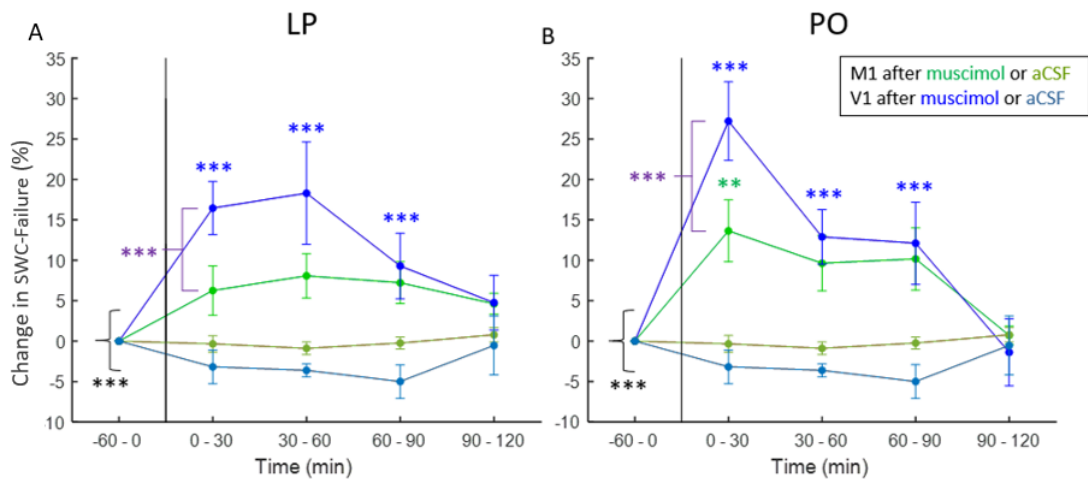 A
LP
Change in SWC-Failure (%)
35
30
25
20
15
10
5
0
-5
10
***
***
***
***
***
-60 - 0
0 - 30
30 - 60
60 - 90
90 - 120
Time (min)
B
PO
M1 after muscimol or aCSF
V1 after muscimol or aCSF
35
30
25
20
15
10
5
0
-5
10
***
***
**
***
***
***
-60 - 0
0 - 30
30 - 60
60 - 90
90 - 120
Time (min)